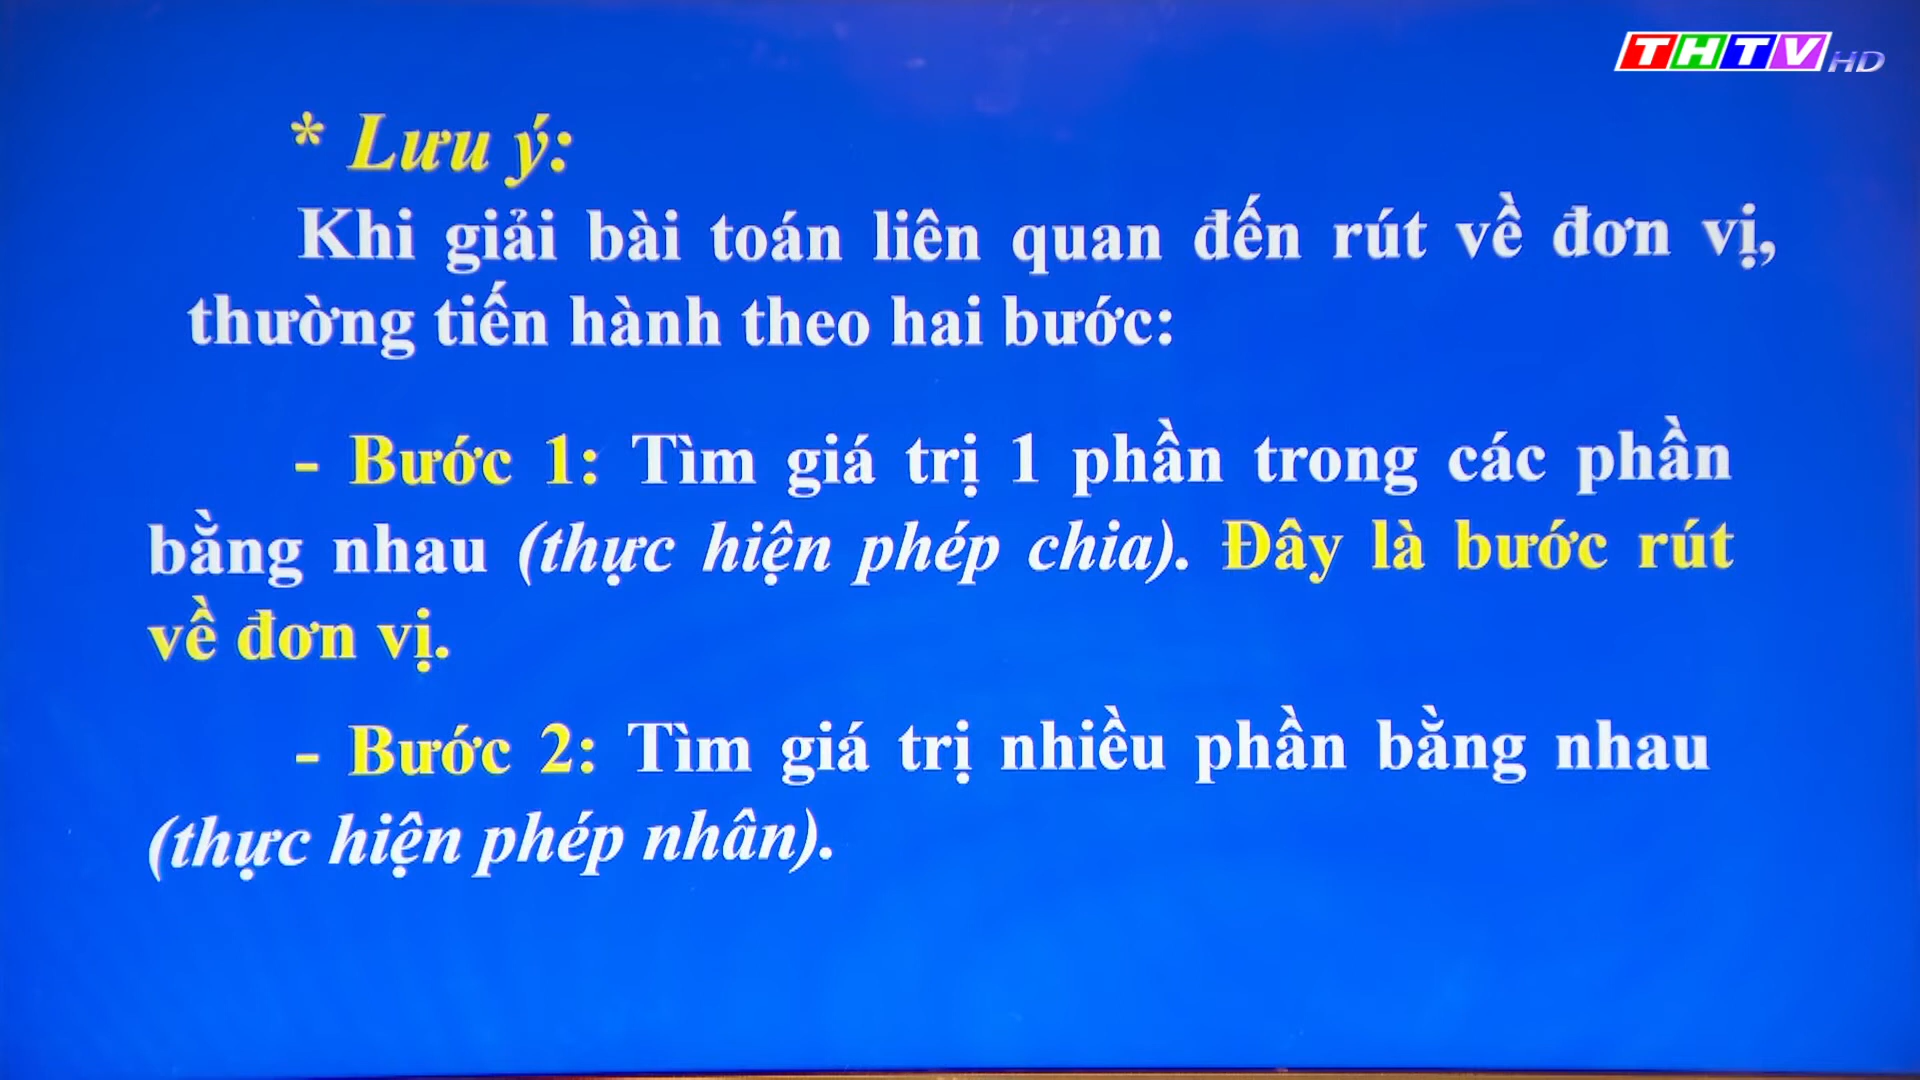 THTV HD
* Lưu ý:
Khi giải bài toán liên quan đến rút về đơn vị,
thường tiến hành theo hai bước:
- Bước 1: Tìm giá trị 1 phần trong các phần
bằng nhau (thực hiện phép chia). Đây là bước rút
về đơn vị.
- Bước 2: Tìm giá trị nhiều phần bằng nhau
(thực hiện phép nhân).